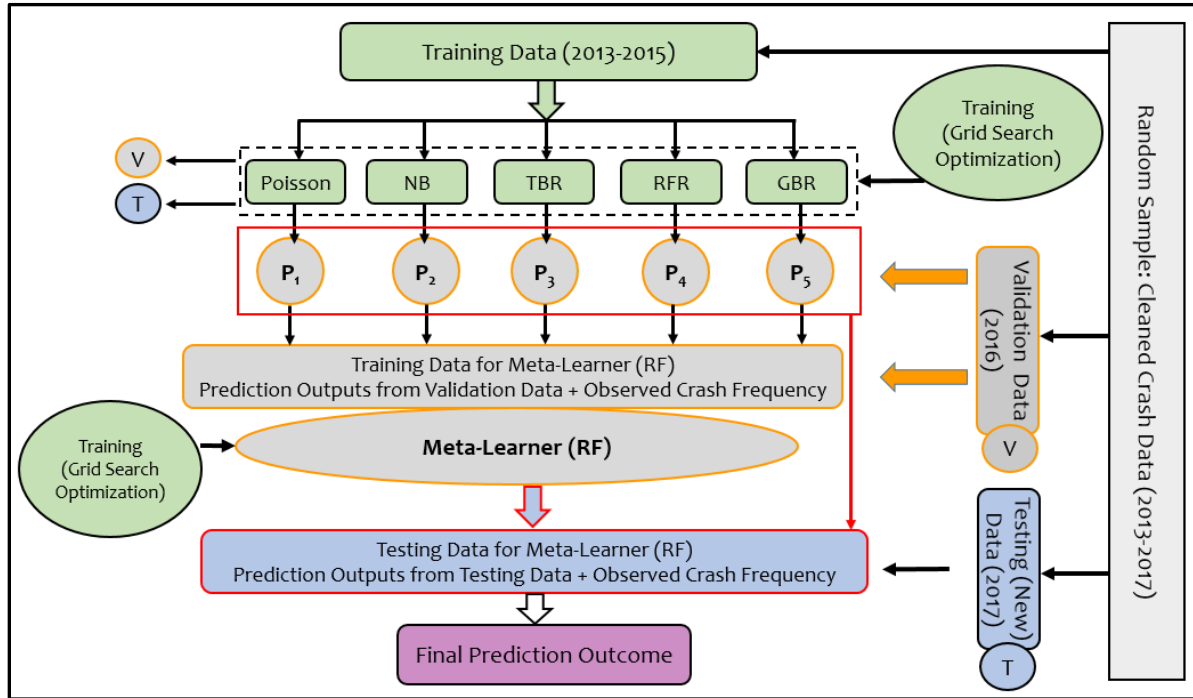 Training Data (2013-2015)
Training
(Grid Search
Optimization)
Random Sample: Cleaned Crash Data (2013-2017)
V
T
Poisson
NB
TBR
RFR
GBR
P1
P2
P3
P4
P5
Validation Data
(2016)
V
Training Data for Meta-Learner (RF)
Prediction Outputs from Validation Data + Observed Crash Frequency
Meta-Learner (RF)
Training
(Grid Search
Optimization)
Testing Data for Meta-Learner (RF)
Prediction Outputs from Testing Data + Observed Crash Frequency
Testing (New)
Data (2017)
T
Final Prediction Outcome